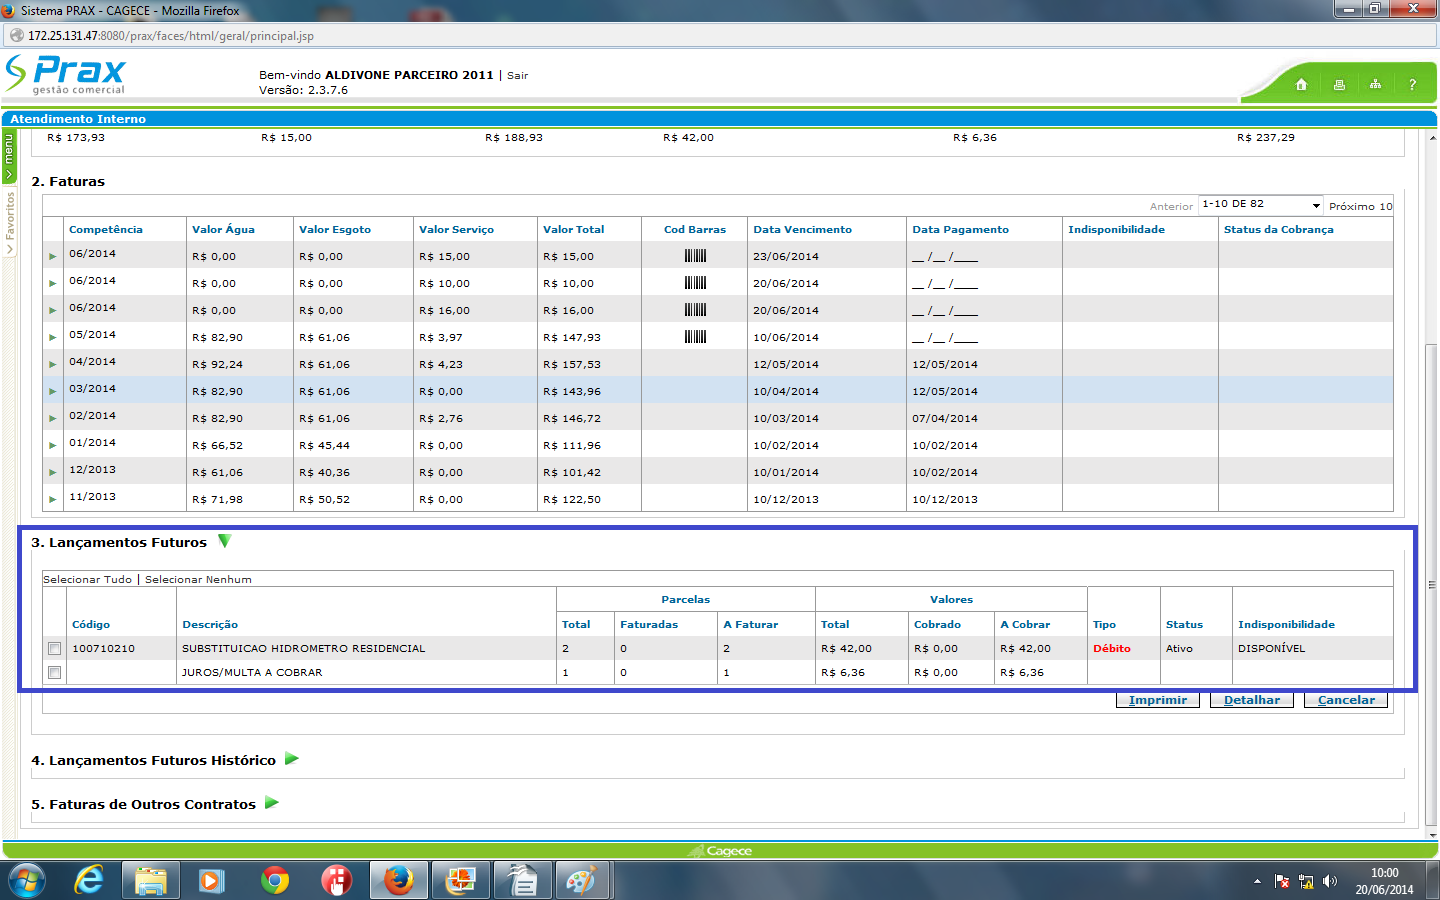 Sistema PRAX - CAGECE - Mozilla Firefox
172.25.131.47:8080/prax/faces/html/geral/principal.jsp
Prax
gestão comercial
Bem-vindo ALDIVONE PARCEIRO 2011 | Sair
Versão: 2.3.7.6
?
Atendimento Interno
menu
Favoritos
R$ 173,93 R$ 15,00 R$ 188,93 R$ 42,00 R$ 6,36 R$ 237,29
2. Faturas
Anterior 1-10 DE 82 Próximo 10
Competência Valor Água Valor Esgoto Valor Serviço Valor Total Cod Barras Data Vencimento Data Pagamento Indisponibilidade Status da Cobrança
06/2014 R$ 0,00 R$ 0,00 R$ 15,00 R$ 15,00 23/06/2014 __ /__ /____
06/2014 R$ 0,00 R$ 0,00 R$ 10,00 R$ 10,00 20/06/2014 __ /__ /____
06/2014 R$ 0,00 R$ 0,00 R$ 16,00 R$ 16,00 20/06/2014 __ /__ /____
05/2014 R$ 82,90 R$ 61,06 R$ 3,97 R$ 147,93 10/06/2014 __ /__ /____
04/2014 R$ 92,24 R$ 61,06 R$ 4,23 R$ 157,53 12/05/2014 12/05/2014
03/2014 R$ 82,90 R$ 61,06 R$ 0,00 R$ 143,96 10/04/2014 12/05/2014
02/2014 R$ 82,90 R$ 61,06 R$ 2,76 R$ 146,72 10/03/2014 07/04/2014
01/2014 R$ 66,52 R$ 45,44 R$ 0,00 R$ 111,96 10/02/2014 10/02/2014
12/2013 R$ 61,06 R$ 40,36 R$ 0,00 R$ 101,42 10/01/2014 10/02/2014
11/2013 R$ 71,98 R$ 50,52 R$ 0,00 R$ 122,50 10/12/2013 10/12/2013
3. Lançamentos Futuros
Selecionar Tudo | Selecionar Nenhum
Parcelas Valores
Código Descrição Total Faturadas A Faturar Total Cobrado A Cobrar Tipo Status Indisponibilidade
100710210 SUBSTITUICAO HIDROMETRO RESIDENCIAL 2 0 2 R$ 42,00 R$ 0,00 R$ 42,00 Débito Ativo DISPONÍVEL
JUROS/MULTA A COBRAR 1 0 1 R$ 6,36 R$ 0,00 R$ 6,36
Imprimir Detalhar Cancelar
4. Lançamentos Futuros Histórico
5. Faturas de Outros Contratos
Cagece
10:00
20/06/2014